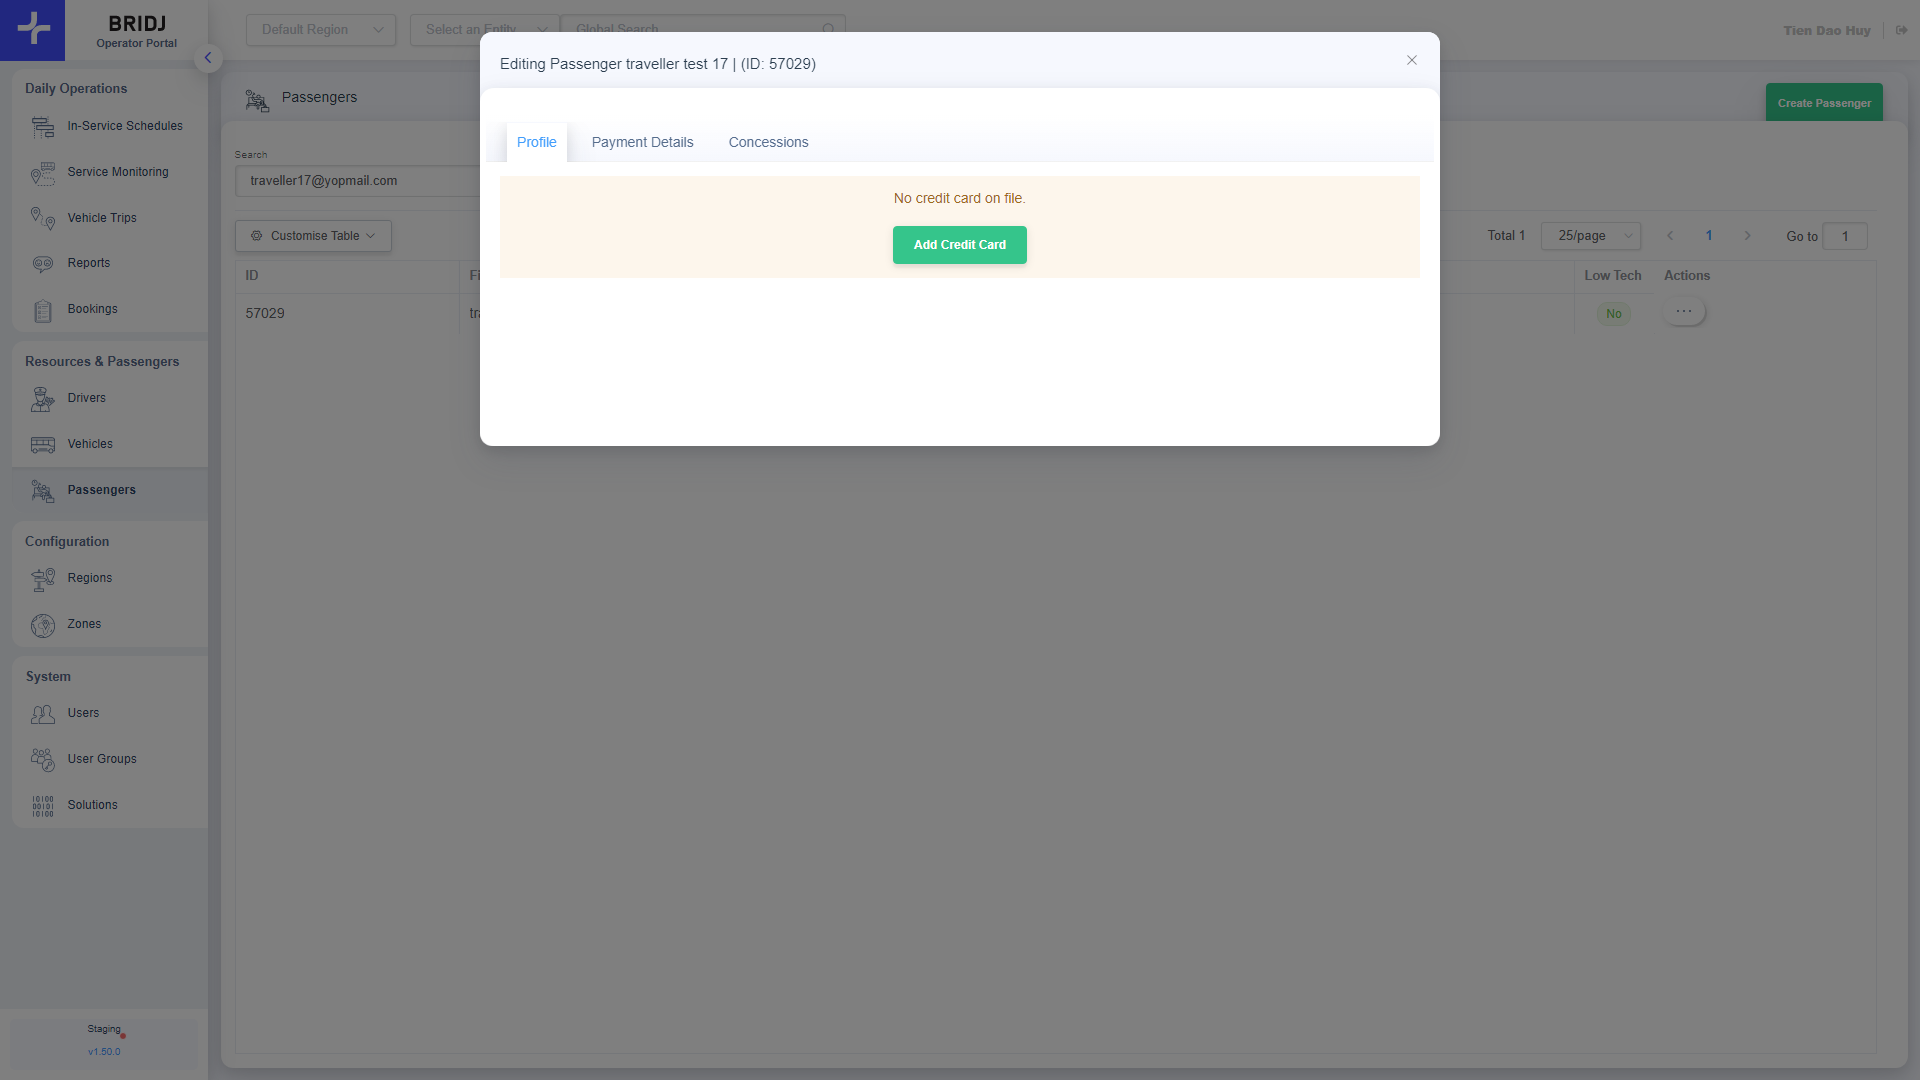 BRIDJ
Operator Portal
Default Region
Select an Entity
Global Search
Tien Dao Huy
Daily Operations
In-Service Schedules
Service Monitoring
Vehicle Trips
Reports
Bookings
Resources & Passengers
Drivers
Vehicles
Passengers
Configuration
Regions
Zones
System
Users
User Groups
Solutions
Staging
v1.50.0
Passengers
Create Passenger
Search
traveller17@yopmail.com
Customise Table
Total 1
25/page
1
Go to
1
ID
Low Tech
Actions
57029
No
Editing Passenger traveller test 17 | (ID: 57029)
Profile
Payment Details
Concessions
No credit card on file.
Add Credit Card